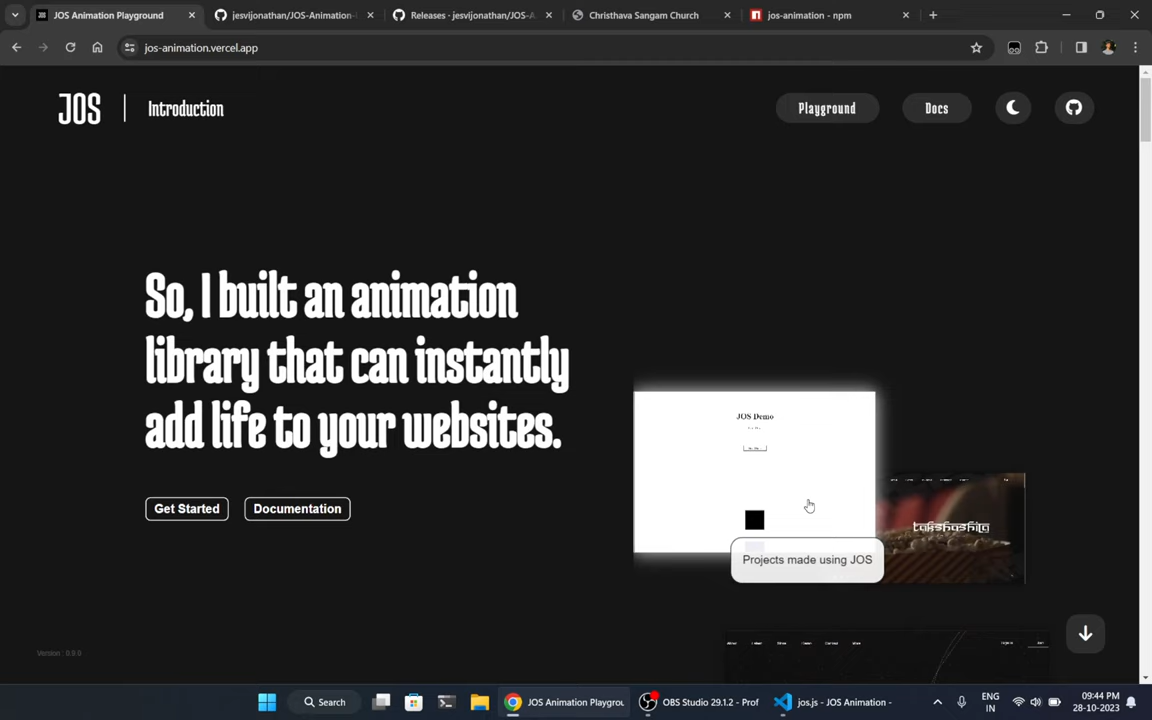 JOS Animation Playground
jesvijonathan/JOS-Animation-
Releases · jesvijonathan/JOS-A
Christhava Sangam Church
jos-animation - npm
jos-animation.vercel.app
JOS
Introduction
Playground
Docs
So, I built an animation
library that can instantly
add life to your websites.
Get Started
Documentation
JOS Demo
takshashila
Projects made using JOS
Version : 0.9.0
Search
JOS Animation Playgrou
OBS Studio 29.1.2 - Prof
jos.js - JOS Animation -
ENG
IN
09:44 PM
28-10-2023